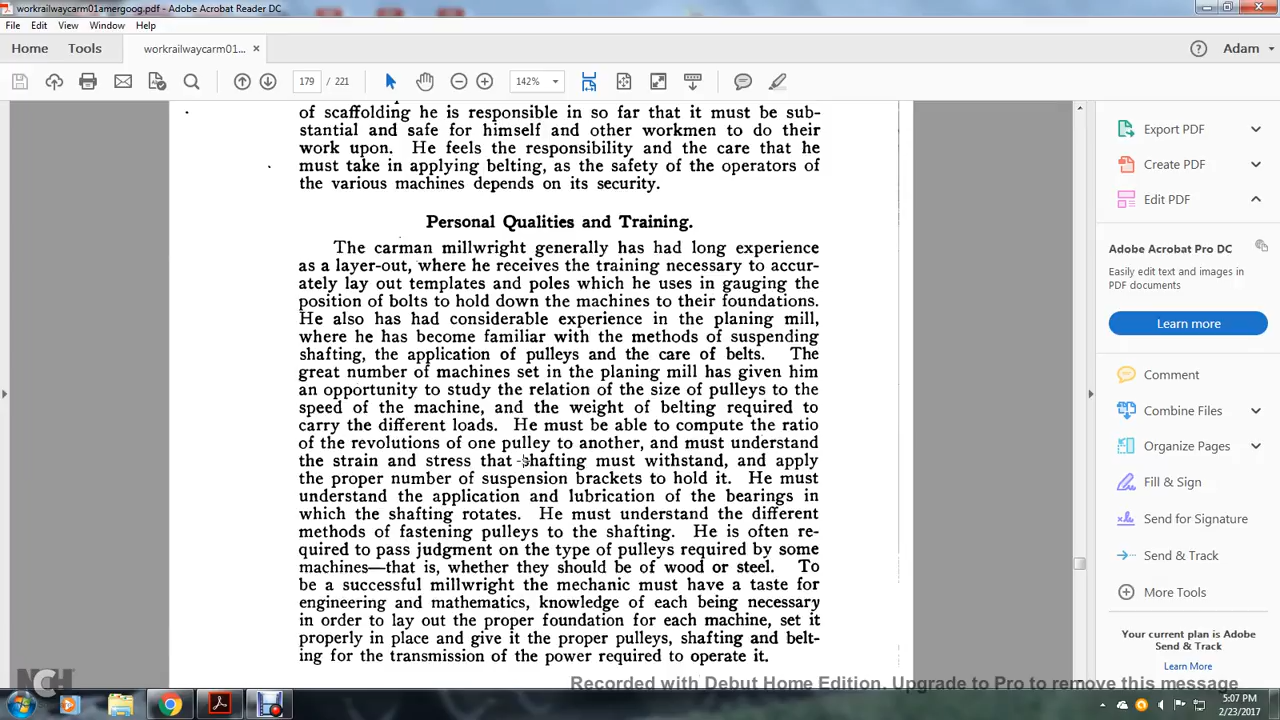 workrailwaycarm01amergoog.pdf - Adobe Acrobat Reader DC
File Edit View Window Help
Home Tools workrailwaycarm01... × Adam
179 / 221 142%
of scaffolding he is responsible in so far that it must be sub-
stantial and safe for himself and other workmen to do their
work upon. He feels the responsibility and the care that he
must take in applying belting, as the safety of the operators of
the various machines depends on its security.
Personal Qualities and Training.
The carman millwright generally has had long experience
as a layer-out, where he receives the training necessary to accur-
ately lay out templates and poles which he uses in gauging the
position of bolts to hold down the machines to their foundations.
He also has had considerable experience in the planing mill,
where he has become familiar with the methods of suspending
shafting, the application of pulleys and the care of belts. The
great number of machines set in the planing mill has given him
an opportunity to study the relation of the size of pulleys to the
speed of the machine, and the weight of belting required to
carry the different loads. He must be able to compute the ratio
of the revolutions of one pulley to another, and must understand
the strain and stress that shafting must withstand, and apply
the proper number of suspension brackets to hold it. He must
understand the application and lubrication of the bearings in
which the shafting rotates. He must understand the different
methods of fastening pulleys to the shafting. He is often re-
quired to pass judgment on the type of pulleys required by some
machines—that is, whether they should be of wood or steel. To
be a successful millwright the mechanic must have a taste for
engineering and mathematics, knowledge of each being necessary
in order to lay out the proper foundation for each machine, set it
properly in place and give it the proper pulleys, shafting and belt-
ing for the transmission of the power required to operate it.
Export PDF
Create PDF
Edit PDF
Adobe Acrobat Pro DC
Easily edit text and images in
PDF documents
Learn more
Comment
Combine Files
Organize Pages
Fill & Sign
Send for Signature
Send & Track
More Tools
Your current plan is Adobe
Send & Track
Learn More
NCH
Recorded with Debut Home Edition. Upgrade to Pro to remove this message
5:07 PM
2/23/2017